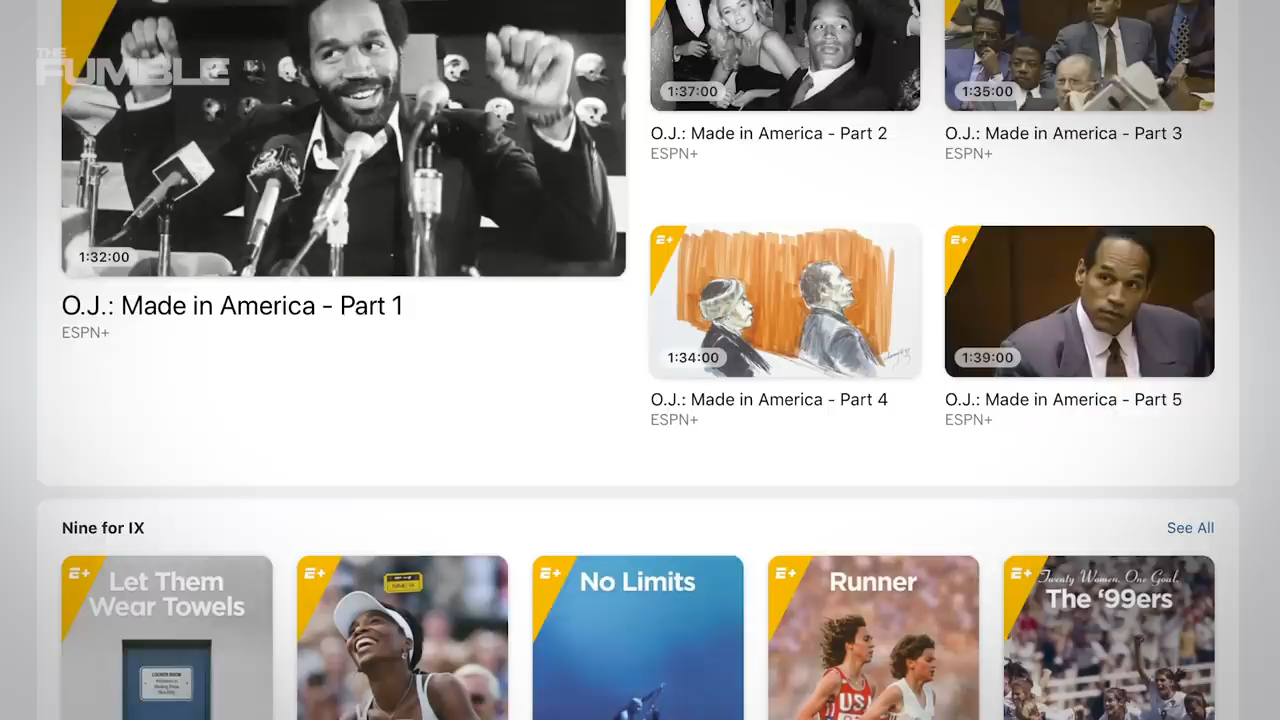 THE
FUMBLE
1:32:00
O.J.: Made in America - Part 1
ESPN+
1:37:00
O.J.: Made in America - Part 2
ESPN+
1:35:00
O.J.: Made in America - Part 3
ESPN+
E+
1:34:00
O.J.: Made in America - Part 4
ESPN+
E+
1:39:00
O.J.: Made in America - Part 5
ESPN+
Nine for IX
See All
E+
Let Them
Wear Towels
LOCKER ROOM
E+
E+
No Limits
E+
Runner
USA
E+
Twenty Women. One Goal.
The ‘99ers